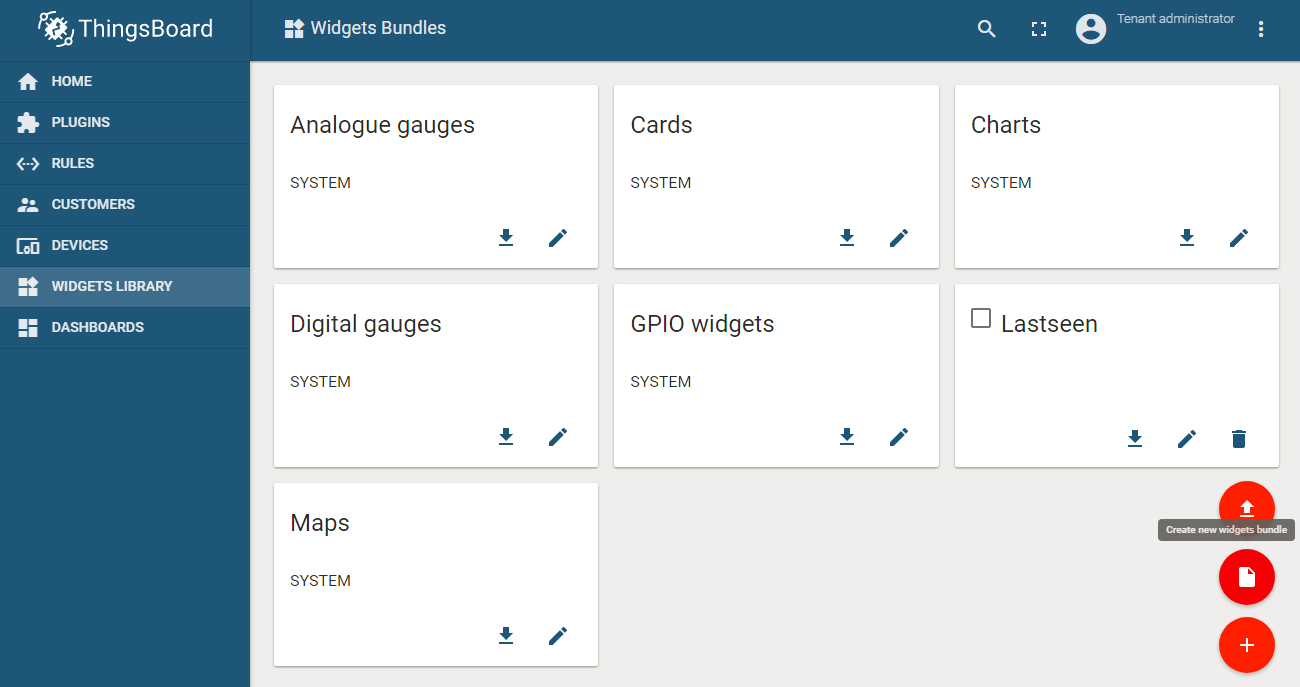 ThingsBoard
Widgets Bundles
Tenant administrator
HOME
PLUGINS
RULES
CUSTOMERS
DEVICES
WIDGETS LIBRARY
DASHBOARDS
Analogue gauges
SYSTEM
Cards
SYSTEM
Charts
SYSTEM
Digital gauges
SYSTEM
GPIO widgets
SYSTEM
Lastseen
Maps
SYSTEM
Create new widgets bundle